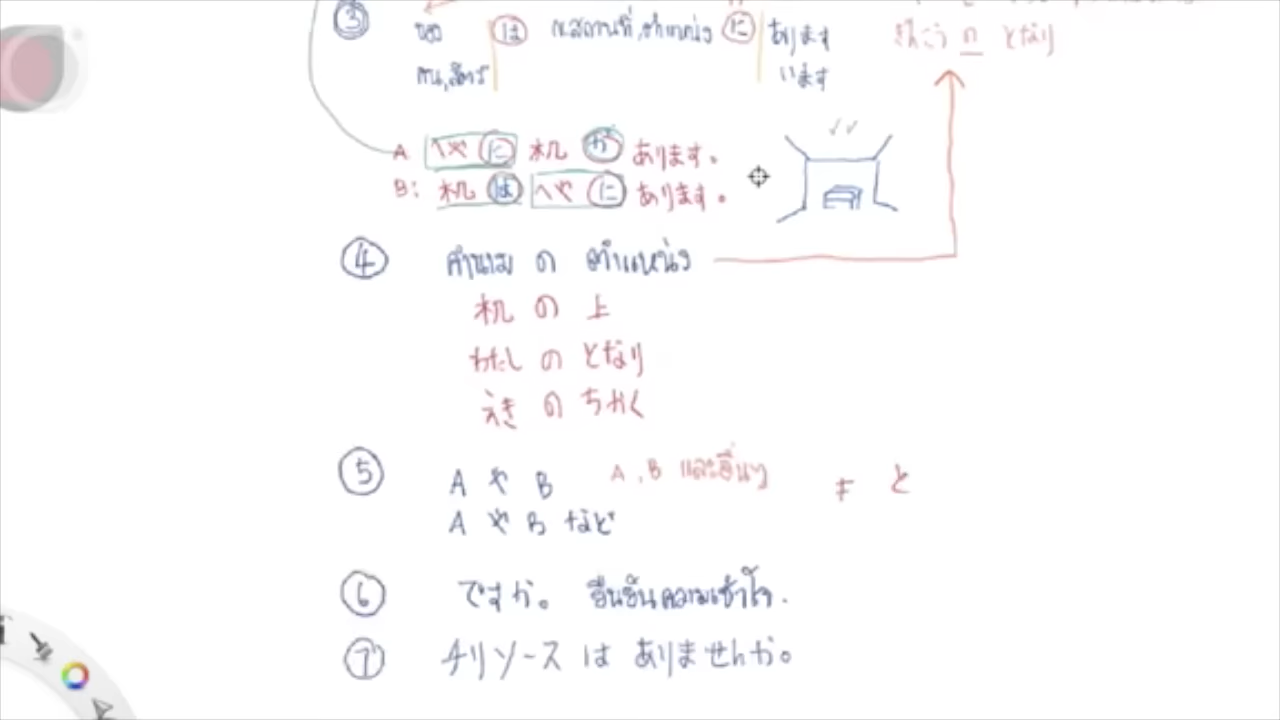 ③ ของ は ณ สถานที่, ตำแหน่ง に あります
คน, สัตว์ います
の となり
A へや に 机 が あります。
B: 机 は へや に あります。
④ คำนาม の ตำแหน่ง
机 の 上
わたし の となり
えき の ちかく
⑤ A や B A, B และอื่นๆ ≠ と
A や B など
⑥ ですか。 ยืนยันความเข้าใจ.
⑦ チリソース は ありませんか。